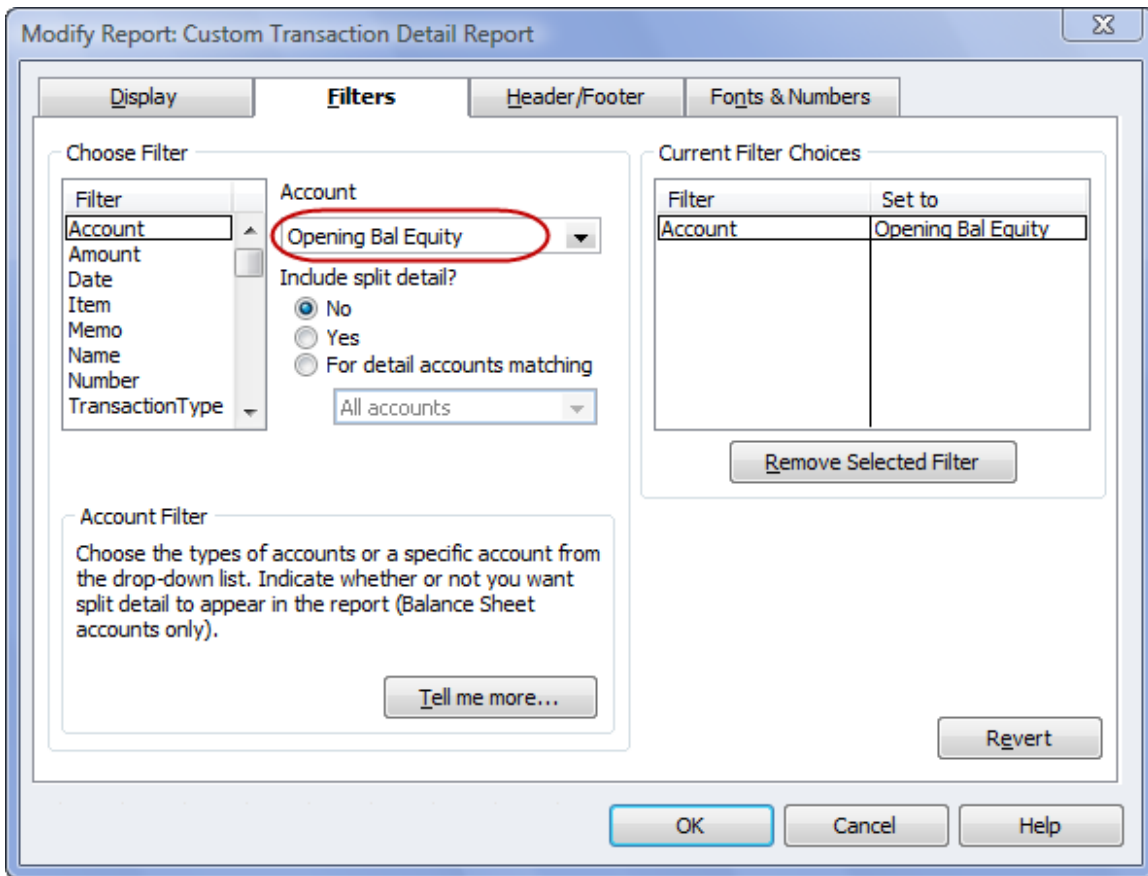 Modify Report: Custom Transaction Detail Report
Display Filters Header/Footer Fonts & Numbers
Choose Filter
Filter
Account
Amount
Date
Item
Memo
Name
Number
TransactionType
Account
Opening Bal Equity
Include split detail?
No
Yes
For detail accounts matching
All accounts
Account Filter
Choose the types of accounts or a specific account from
the drop-down list. Indicate whether or not you want
split detail to appear in the report (Balance Sheet
accounts only).
Tell me more...
Current Filter Choices
Filter Set to
Account Opening Bal Equity
Remove Selected Filter
Revert
OK Cancel Help